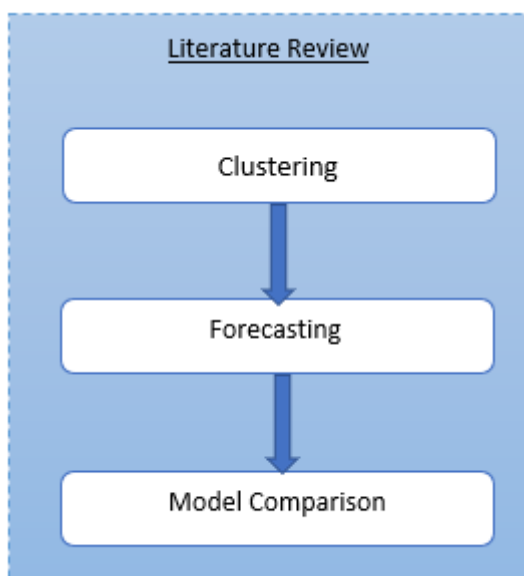 Literature Review
Clustering
Forecasting
Model Comparison